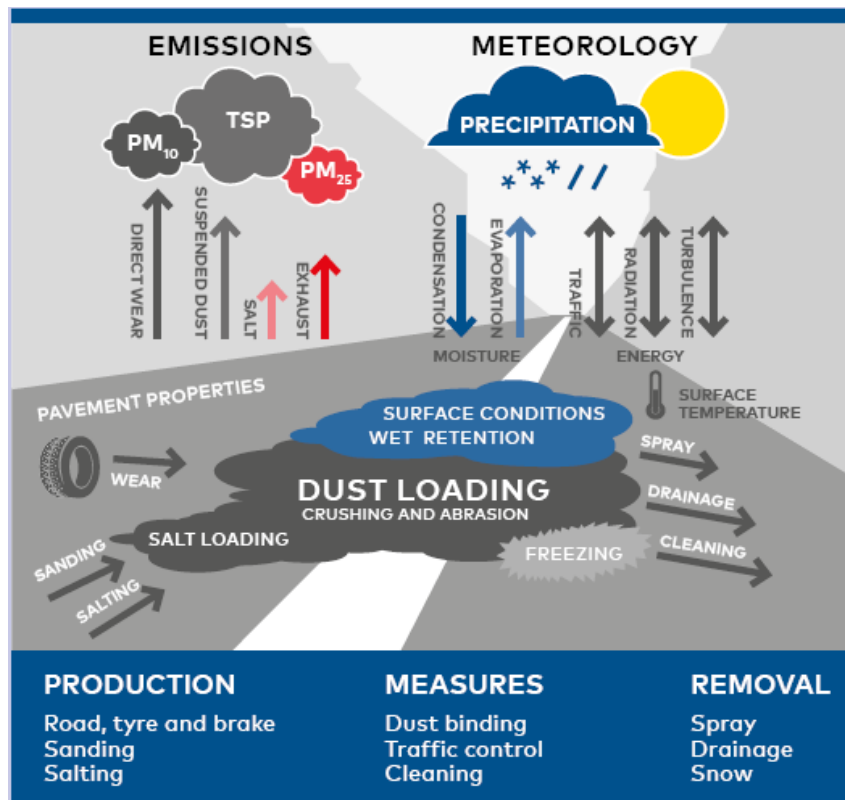 EMISSIONS
METEOROLOGY
TSP
PM10
PM25
PRECIPITATION
DIRECT WEAR
SUSPENDED DUST
SALT
EXHAUST
CONDENSATION
EVAPORATION
TRAFFIC
RADIATION
TURBULENCE
MOISTURE
ENERGY
SURFACE
TEMPERATURE
PAVEMENT PROPERTIES
SURFACE CONDITIONS
WET RETENTION
WEAR
DUST LOADING
CRUSHING AND ABRASION
SALT LOADING
FREEZING
SPRAY
DRAINAGE
CLEANING
SANDING
SALTING
PRODUCTION
Road, tyre and brake
Sanding
Salting
MEASURES
Dust binding
Traffic control
Cleaning
REMOVAL
Spray
Drainage
Snow